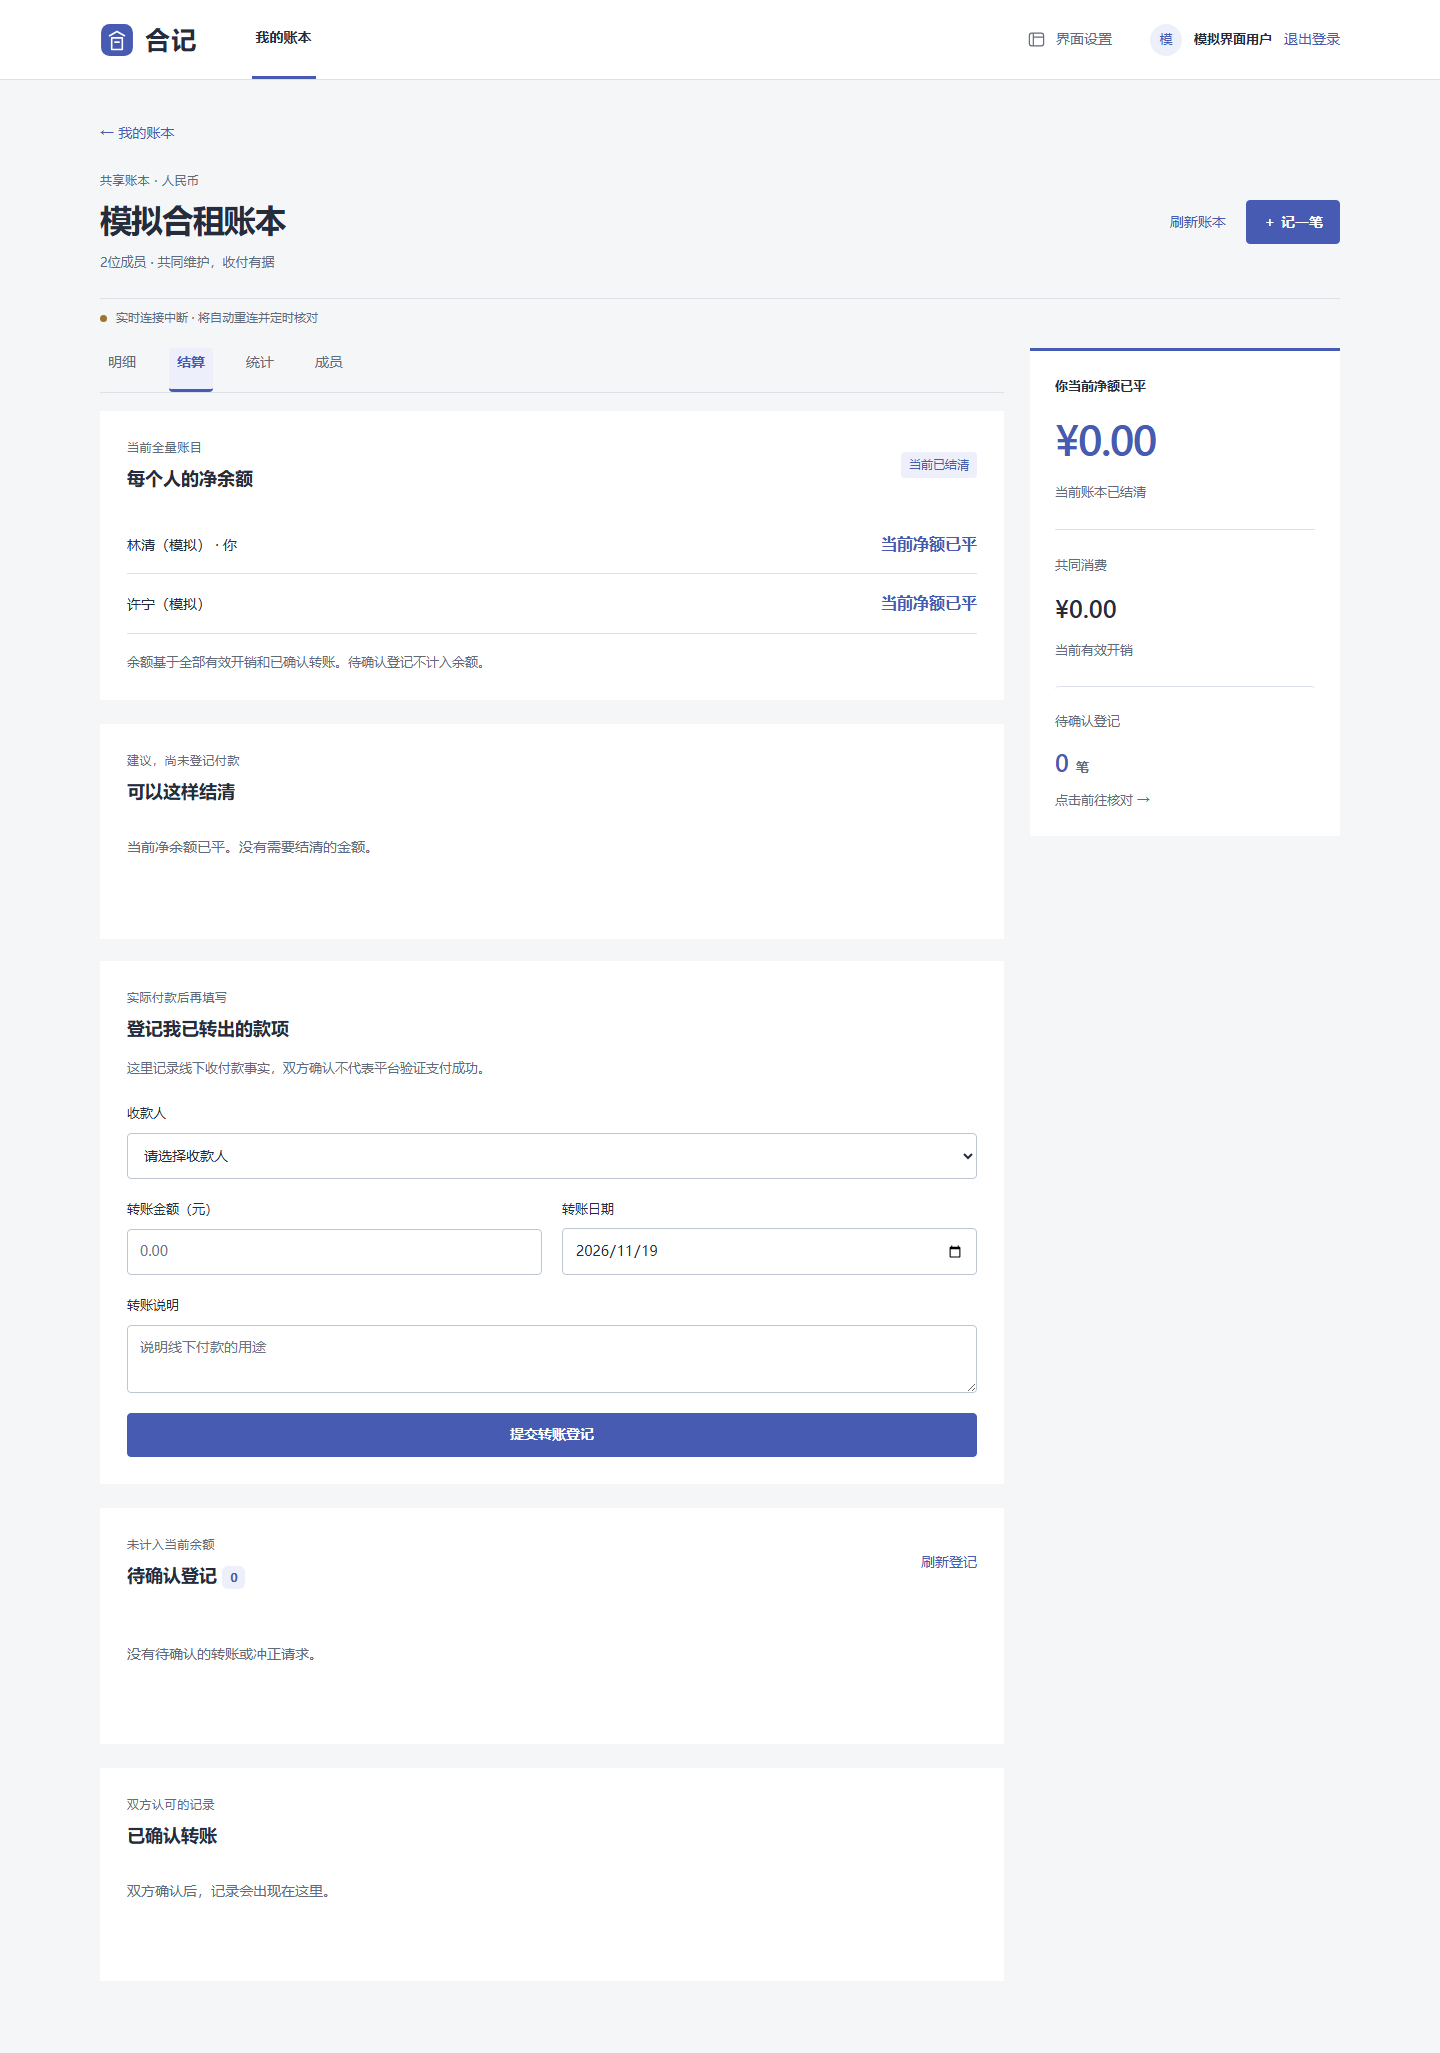 合记
我的账本
界面设置
模
模拟界面用户
退出登录
← 我的账本
共享账本 · 人民币
模拟合租账本
2位成员 · 共同维护，收付有据
刷新账本
+ 记一笔
实时连接中断 · 将自动重连并定时核对
明细
结算
统计
成员
当前全量账目
每个人的净余额
当前已结清
林清（模拟） · 你
当前净额已平
许宁（模拟）
当前净额已平
余额基于全部有效开销和已确认转账。待确认登记不计入余额。
建议，尚未登记付款
可以这样结清
当前净余额已平。没有需要结清的金额。
实际付款后再填写
登记我已转出的款项
这里记录线下收付款事实，双方确认不代表平台验证支付成功。
收款人
请选择收款人
转账金额（元）
0.00
转账日期
2026/11/19
转账说明
说明线下付款的用途
提交转账登记
未计入当前余额
待确认登记 0
刷新登记
没有待确认的转账或冲正请求。
双方认可的记录
已确认转账
双方确认后，记录会出现在这里。
你当前净额已平
¥0.00
当前账本已结清
共同消费
¥0.00
当前有效开销
待确认登记
0 笔
点击前往核对 →